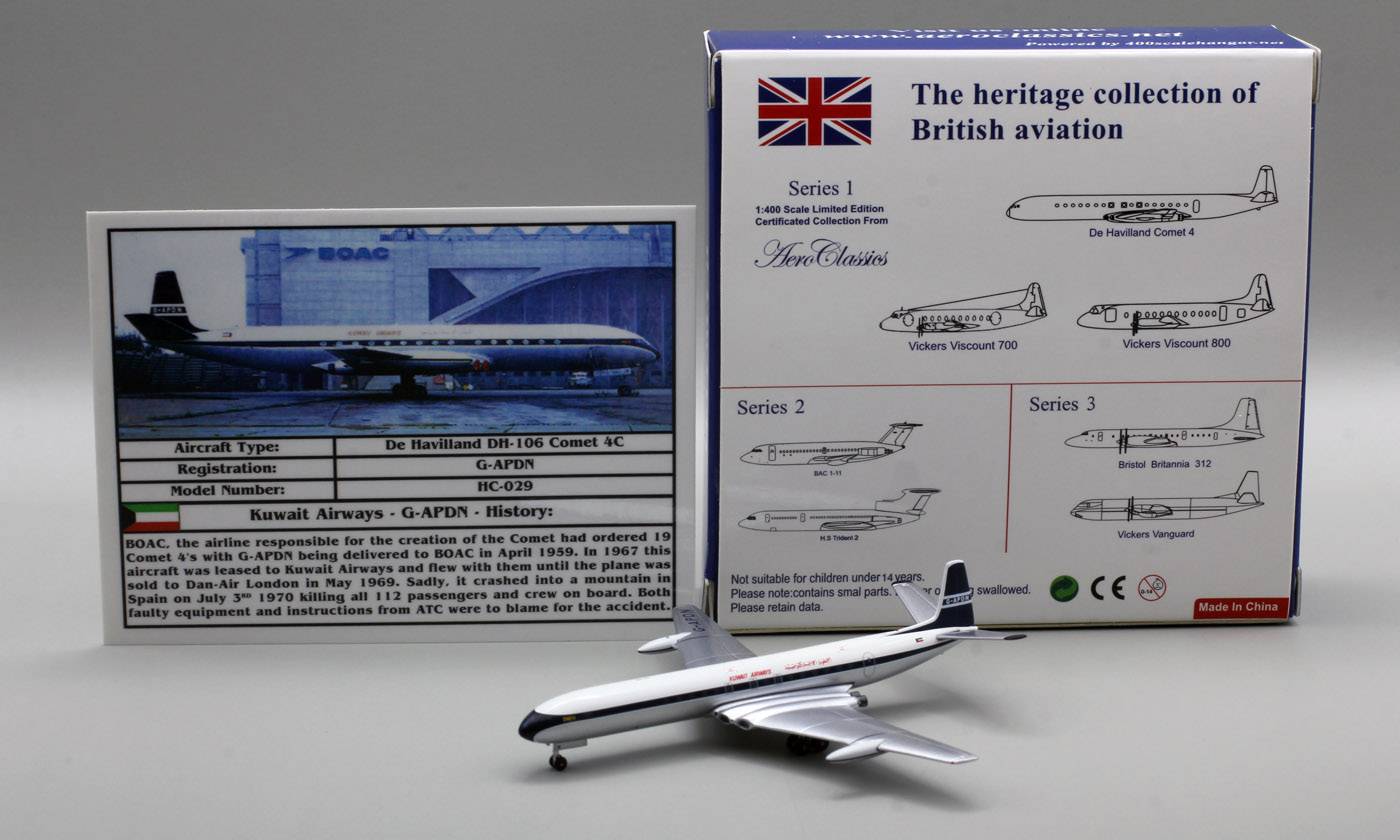 BOAC
G-APDN
KUWAIT AIRWAYS
Aircraft Type: De Havilland DH-106 Comet 4C
Registration: G-APDN
Model Number: HC-029
Kuwait Airways - G-APDN - History:
BOAC, the airline responsible for the creation of the Comet had ordered 19
Comet 4's with G-APDN being delivered to BOAC in April 1959. In 1967 this
aircraft was leased to Kuwait Airways and flew with them until the plane was
sold to Dan-Air London in May 1969. Sadly, it crashed into a mountain in
Spain on July 3RD 1970 killing all 112 passengers and crew on board. Both
faulty equipment and instructions from ATC were to blame for the accident.
Visit us online
www.aeroclassics.net
Powered by 400scalehangar.net
The heritage collection of
British aviation
Series 1
1:400 Scale Limited Edition
Certificated Collection From
AeroClassics
De Havilland Comet 4
Vickers Viscount 700
Vickers Viscount 800
Series 2
BAC 1-11
H.S Trident 2
Series 3
Bristol Britannia 312
Vickers Vanguard
Not suitable for children under 14 years.
Please note:contains smal parts. swallowed.
Please retain data.
CE
0-14
Made In China
G-APDN
G-APDN
KUWAIT AIRWAYS